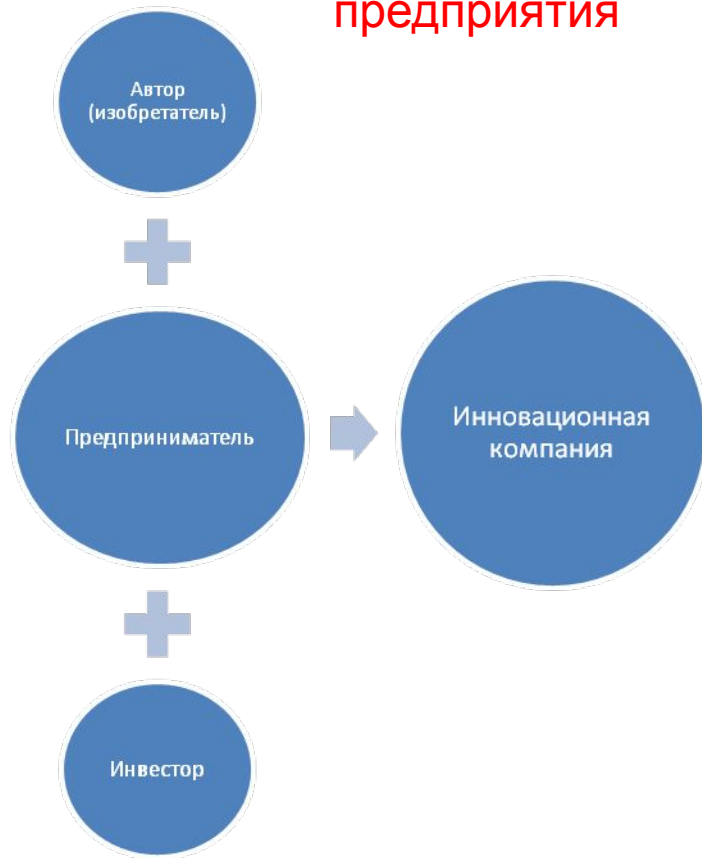 предприятия
Автор
(изобретатель)
Предприниматель
Инновационная
компания
Инвестор